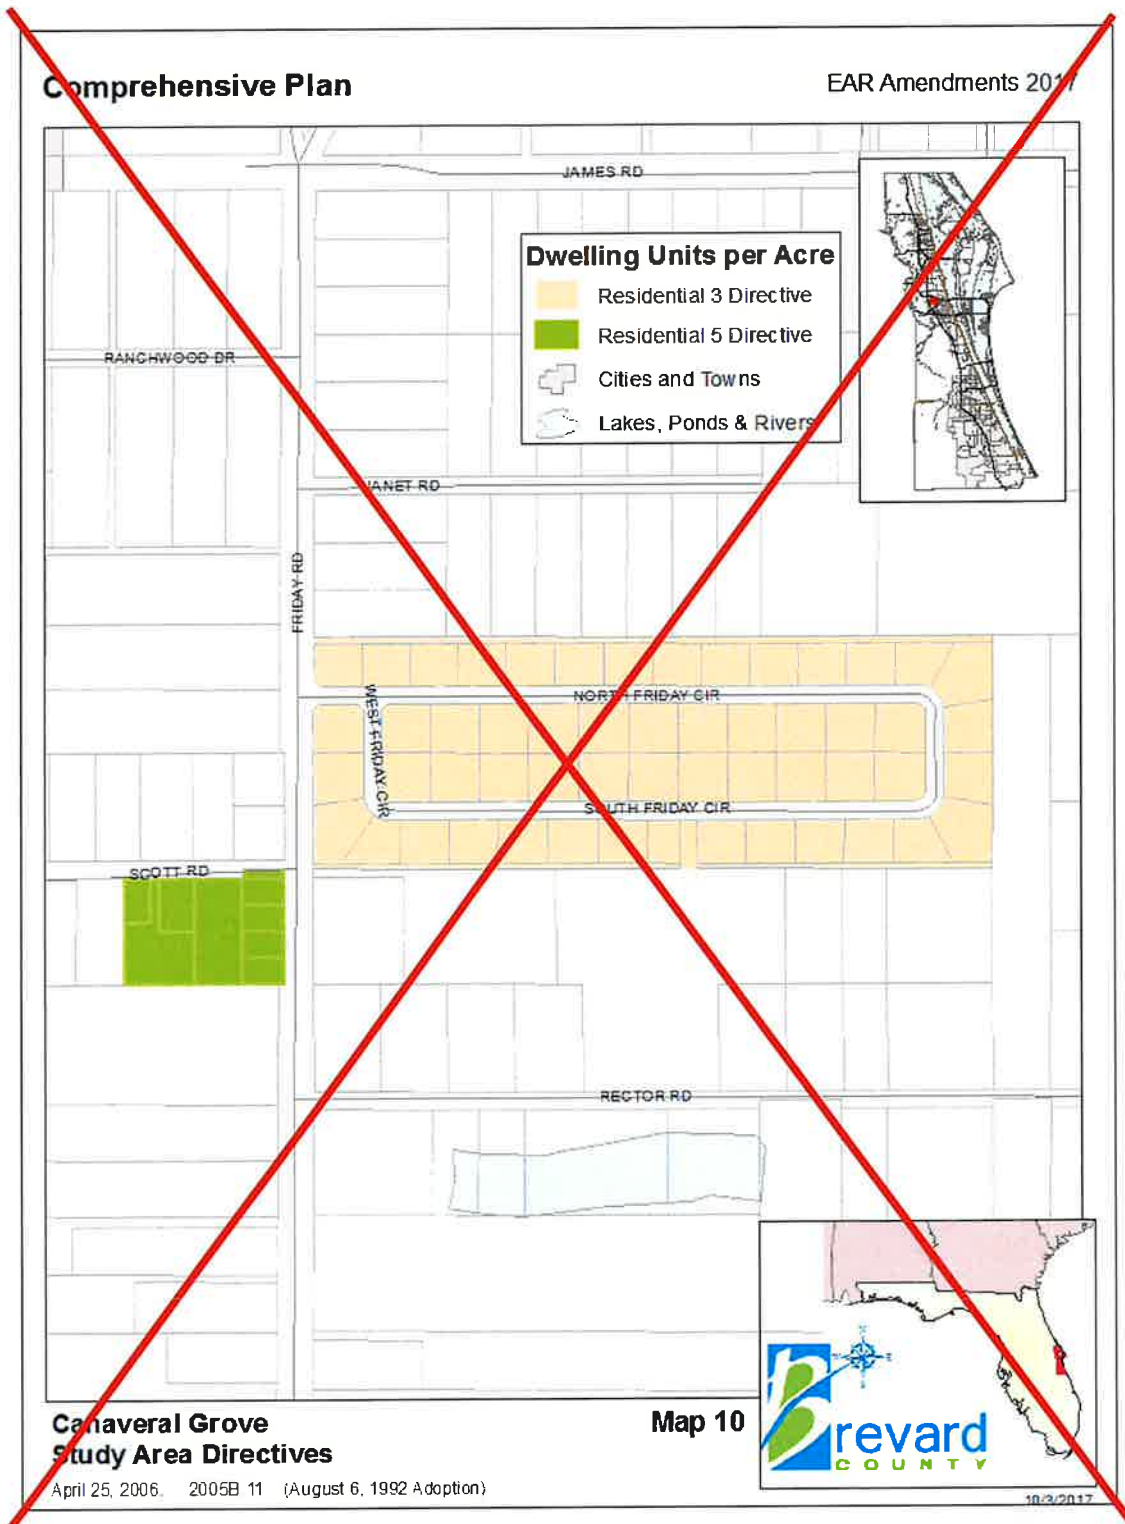 Comprehensive Plan
EAR Amendments 2017
JAMES RD
Dwelling Units per Acre
Residential 3 Directive
Residential 5 Directive
Cities and Towns
Lakes, Ponds & Rivers
RANCHWOOD DR
JANET RD
FRIDAY RD
NORTH FRIDAY CIR
WEST FRIDAY CIR
SOUTH FRIDAY CIR
SCOTT RD
RECTOR RD
Canaveral Grove
Study Area Directives
Map 10
Brevard
COUNTY
April 25, 2006. 2005B 11 (August 6, 1992 Adoption)
10/3/2017